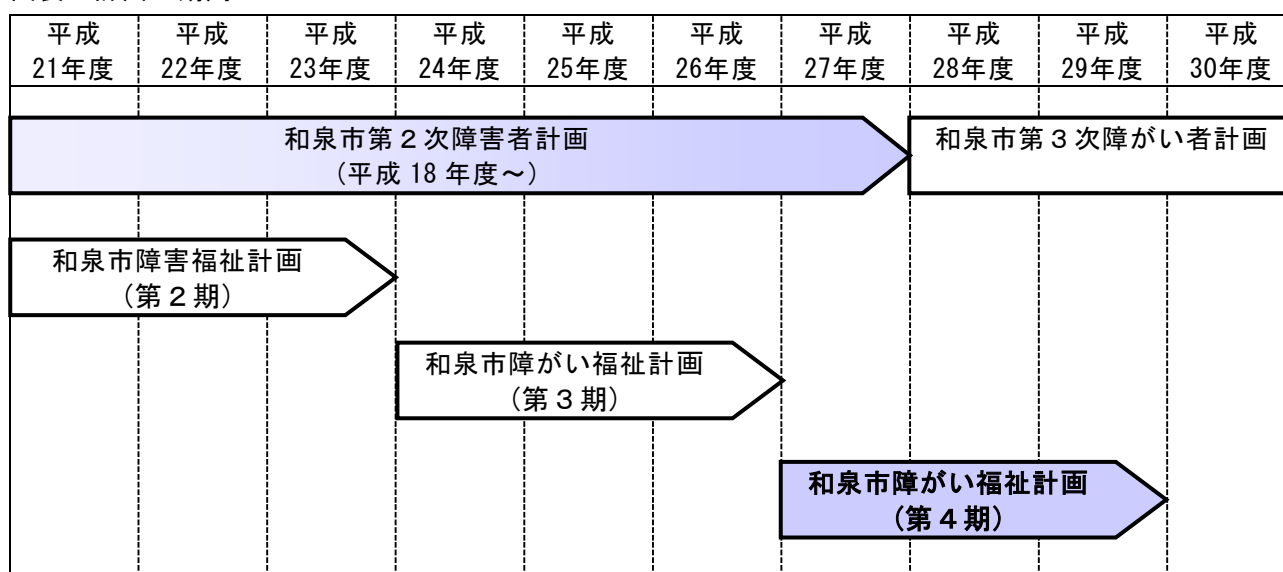 平成 平成 平成 平成 平成 平成 平成 平成 平成 平成
21年度 22年度 23年度 24年度 25年度 26年度 27年度 28年度 29年度 30年度
和泉市第２次障害者計画
（平成 18 年度～）
和泉市第３次障がい者計画
和泉市障害福祉計画
（第２期）
和泉市障がい福祉計画
（第３期）
和泉市障がい福祉計画
（第４期）